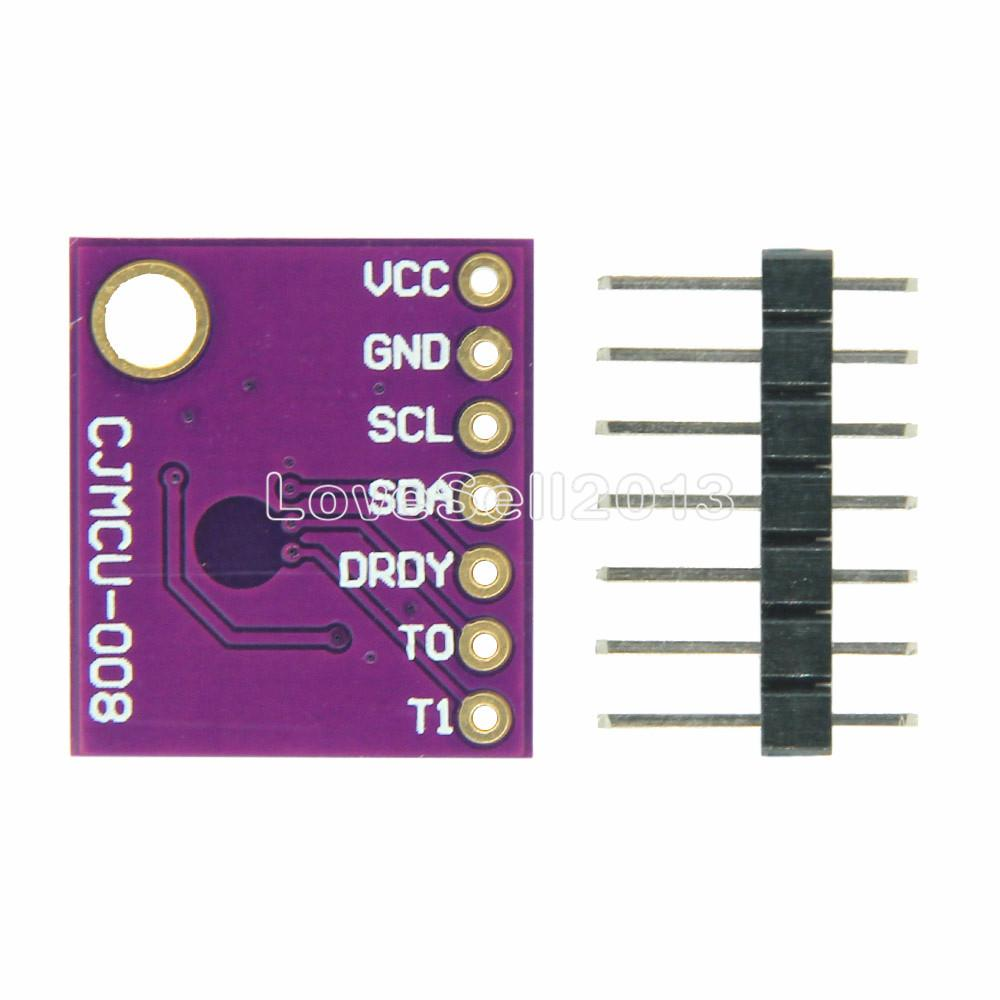 VCC
GND
SCL
SDA
DRDY
T0
T1
CJMCU-008
LoveSell2013